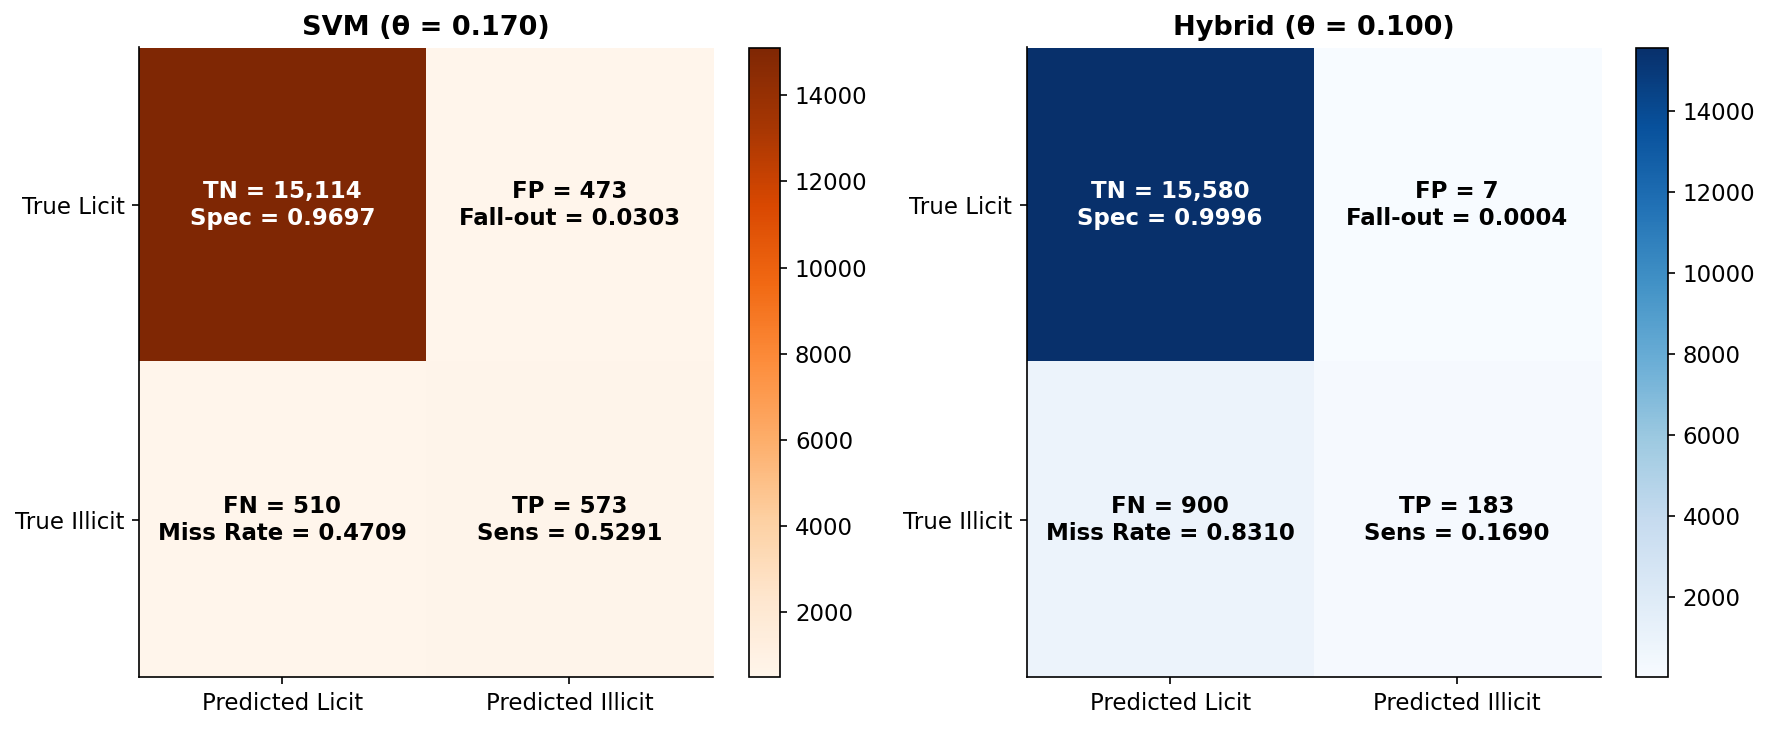 SVM (θ = 0.170)
True Licit
True Illicit
TN = 15,114
Spec = 0.9697
FP = 473
Fall-out = 0.0303
FN = 510
Miss Rate = 0.4709
TP = 573
Sens = 0.5291
Predicted Licit
Predicted Illicit
14000
12000
10000
8000
6000
4000
2000
Hybrid (θ = 0.100)
True Licit
True Illicit
TN = 15,580
Spec = 0.9996
FP = 7
Fall-out = 0.0004
FN = 900
Miss Rate = 0.8310
TP = 183
Sens = 0.1690
Predicted Licit
Predicted Illicit
14000
12000
10000
8000
6000
4000
2000